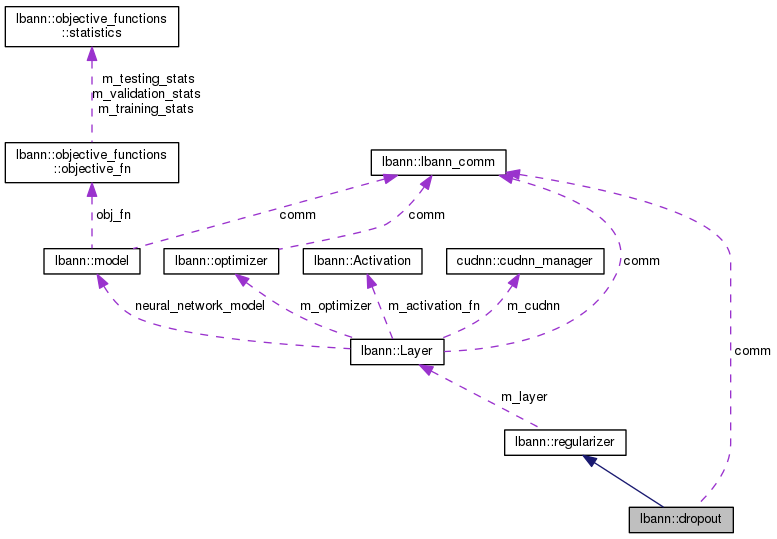 lbann::objective_functions
::statistics
m_testing_stats
m_validation_stats
m_training_stats
lbann::objective_functions
::objective_fn
lbann::lbann_comm
obj_fn
comm
comm
lbann::model
lbann::optimizer
lbann::Activation
cudnn::cudnn_manager
comm
neural_network_model
m_optimizer
m_activation_fn
m_cudnn
lbann::Layer
comm
m_layer
lbann::regularizer
lbann::dropout